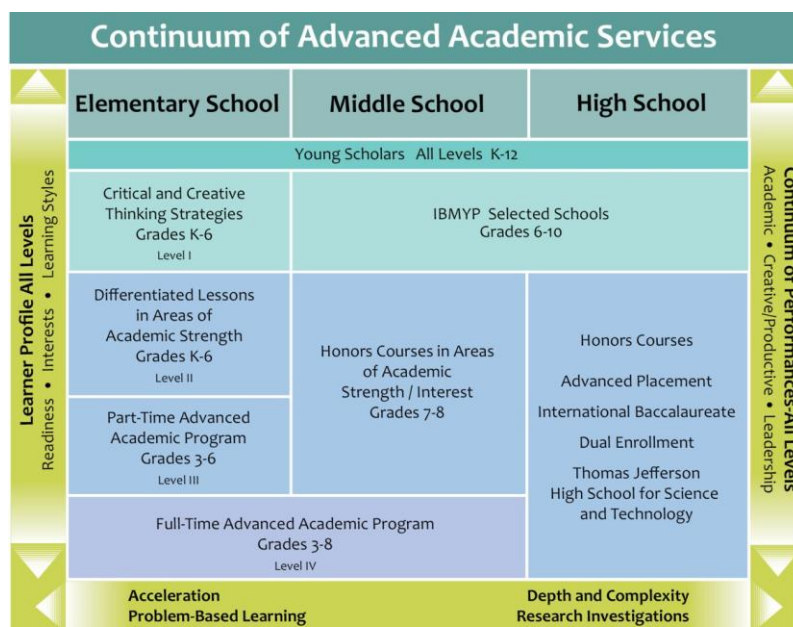 Continuum of Advanced Academic Services
Elementary School
Middle School
High School
Young Scholars All Levels K-12
Critical and Creative
Thinking Strategies
Grades K-6
Level I
IBMYP Selected Schools
Grades 6-10
Differentiated Lessons
in Areas of
Academic Strength
Grades K-6
Level II
Part-Time Advanced
Academic Program
Grades 3-6
Level III
Honors Courses in Areas
of Academic
Strength / Interest
Grades 7-8
Honors Courses
Advanced Placement
International Baccalaureate
Dual Enrollment
Thomas Jefferson
High School for Science
and Technology
Full-Time Advanced Academic Program
Grades 3-8
Level IV
Learner Profile All Levels
Readiness • Interests • Learning Styles
Continuum of Performances-All Levels
Academic • Creative/Productive • Leadership
Acceleration
Problem-Based Learning
Depth and Complexity
Research Investigations